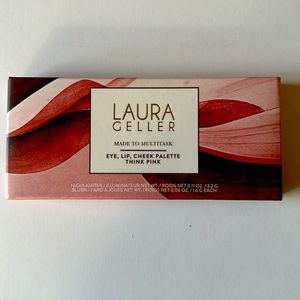 LAURA
GELLER
MADE TO MULTITASK
EYE, LIP, CHEEK PALETTE
THINK PINK
HIGHLIGHTER / ILLUMINATEUR NET WT. / POIDS NET 0.11 OZ. / 3.2 G
BLUSH / FARD À JOUES NET WT. / POIDS NET 0.06 OZ. / 1.6 G EACH